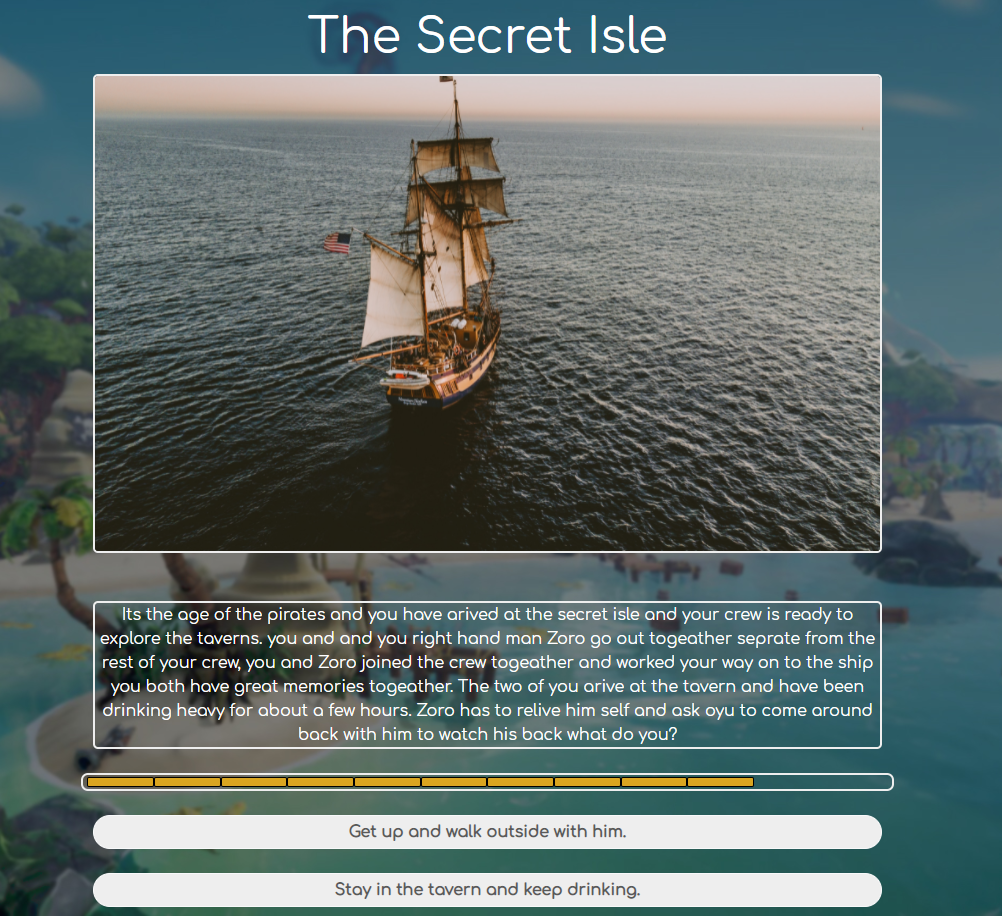 The Secret Isle
Its the age of the pirates and you have arived at the secret isle and your crew is ready to
explore the taverns. you and and you right hand man Zoro go out togeather seprate from the
rest of your crew, you and Zoro joined the crew togeather and worked your way on to the ship
you both have great memories togeather. The two of you arive at the tavern and have been
drinking heavy for about a few hours. Zoro has to relive him self and ask oyu to come around
back with him to watch his back what do you?
Get up and walk outside with him.
Stay in the tavern and keep drinking.